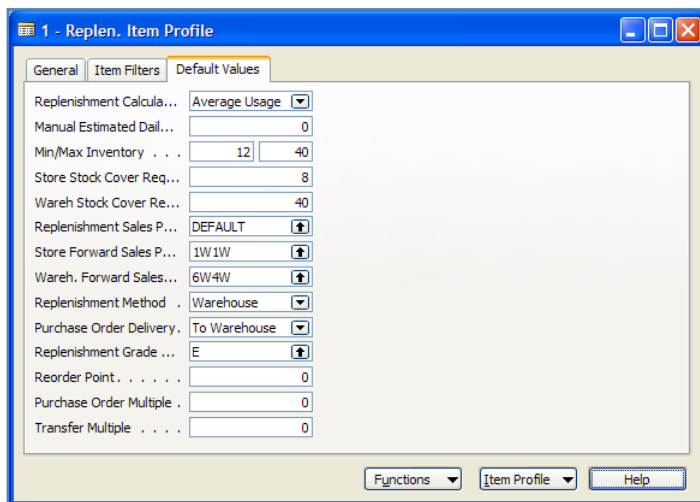 1 - Replen. Item Profile
General Item Filters Default Values
Replenishment Calcula... Average Usage
Manual Estimated Dail... 0
Min/Max Inventory . . . 12 40
Store Stock Cover Req... 8
Wareh Stock Cover Re... 40
Replenishment Sales P... DEFAULT
Store Forward Sales P... 1W1W
Wareh. Forward Sales... 6W4W
Replenishment Method . Warehouse
Purchase Order Delivery. To Warehouse
Replenishment Grade ... E
Reorder Point. . . . . . 0
Purchase Order Multiple . 0
Transfer Multiple . . . . 0
Functions Item Profile Help